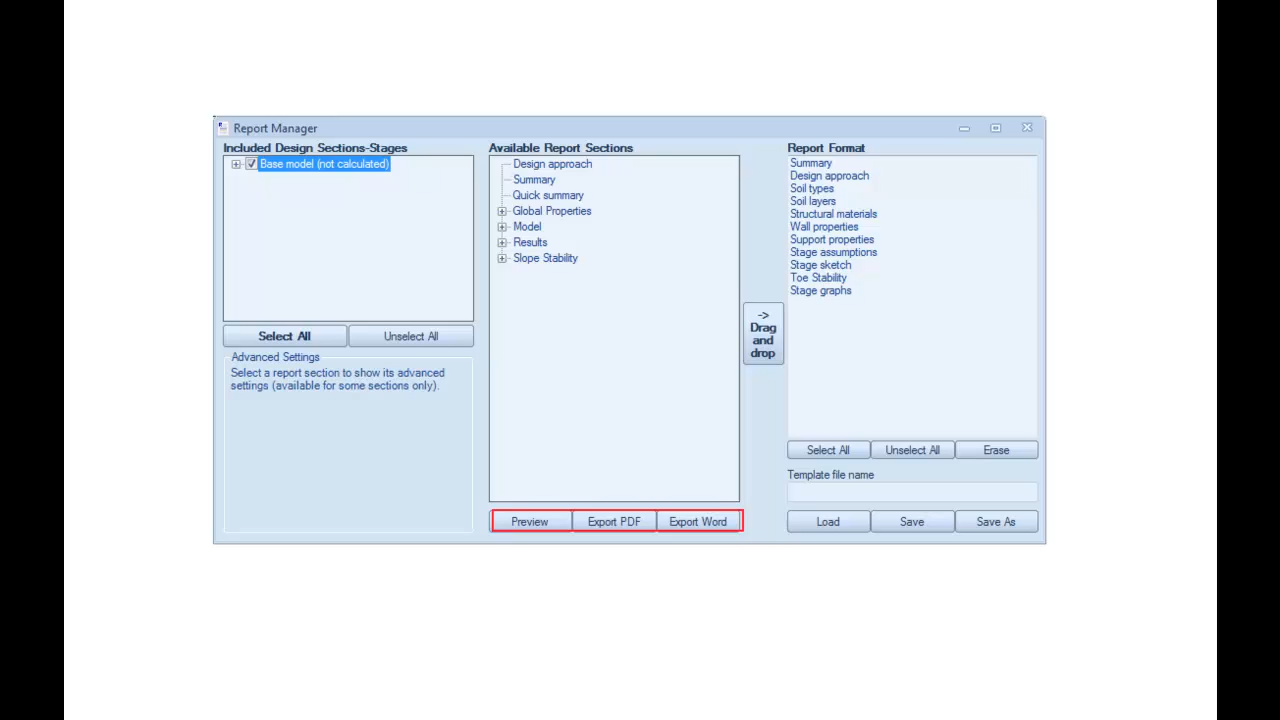 Report Manager
Included Design Sections-Stages
Base model (not calculated)
Select All
Unselect All
Advanced Settings
Select a report section to show its advanced
settings (available for some sections only).
Available Report Sections
Design approach
Summary
Quick summary
Global Properties
Model
Results
Slope Stability
Preview
Export PDF
Export Word
->
Drag
and
drop
Report Format
Summary
Design approach
Soil types
Soil layers
Structural materials
Wall properties
Support properties
Stage assumptions
Stage sketch
Toe Stability
Stage graphs
Select All
Unselect All
Erase
Template file name
Load
Save
Save As